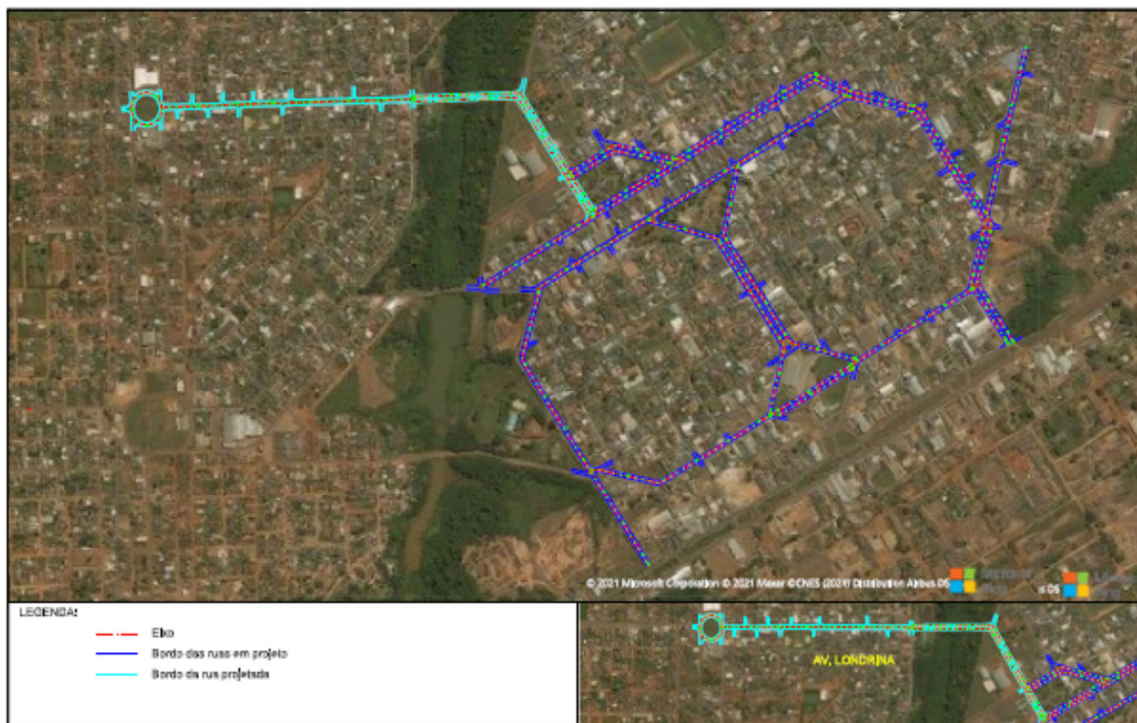 © 2021 Microsoft Corporation © 2021 Maxar ©CNES (2021) Distribution Airbus DS
LEGENDA:
Eixo
Bordo das ruas em projeto
Bordo da rua projetada
AV. LONDRINA